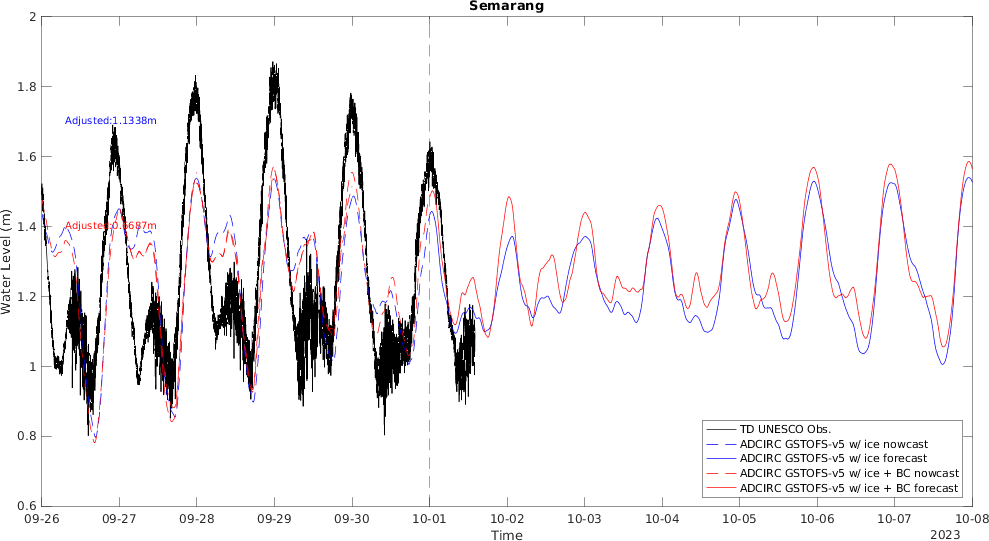 Semarang
2
1.8
1.6
1.4
1.2
1
0.8
0.6
Water Level (m)
Adjusted:1.1338m
Adjusted:0.6687m
TD UNESCO Obs.
ADCIRC GSTOFS-v5 w/ ice nowcast
ADCIRC GSTOFS-v5 w/ ice forecast
ADCIRC GSTOFS-v5 w/ ice + BC nowcast
ADCIRC GSTOFS-v5 w/ ice + BC forecast
09-26 09-27 09-28 09-29 09-30 10-01 10-02 10-03 10-04 10-05 10-06 10-07 10-08
Time
2023